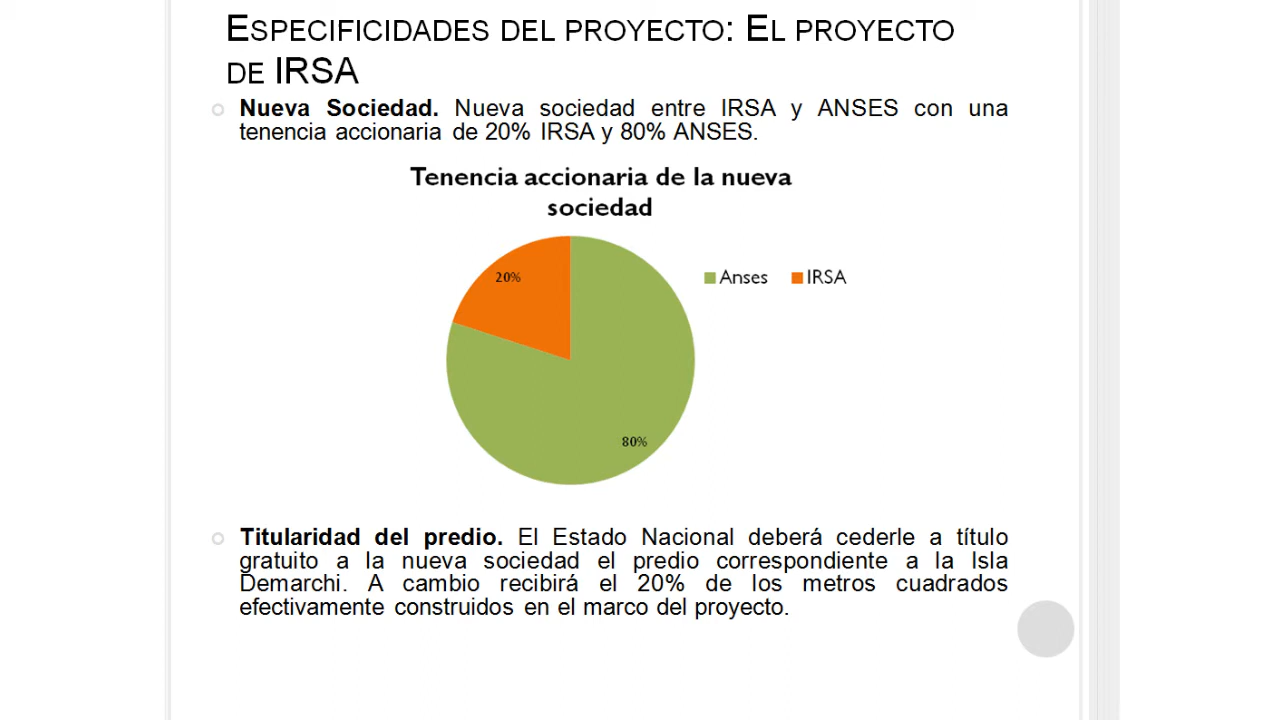 ESPECIFICIDADES DEL PROYECTO: EL PROYECTO
DE IRSA
Nueva Sociedad. Nueva sociedad entre IRSA y ANSES con una
tenencia accionaria de 20% IRSA y 80% ANSES.
Tenencia accionaria de la nueva
sociedad
20%
Anses IRSA
80%
Titularidad del predio. El Estado Nacional deberá cederle a título
gratuito a la nueva sociedad el predio correspondiente a la Isla
Demarchi. A cambio recibirá el 20% de los metros cuadrados
efectivamente construidos en el marco del proyecto.